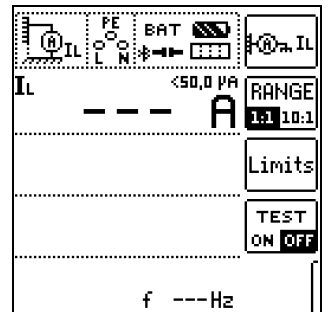 A IL
PE
L N
BAT
A IL
IL
<50,0 µA
--- A
RANGE
1:1 10:1
Limits
TEST
ON OFF
f ---Hz